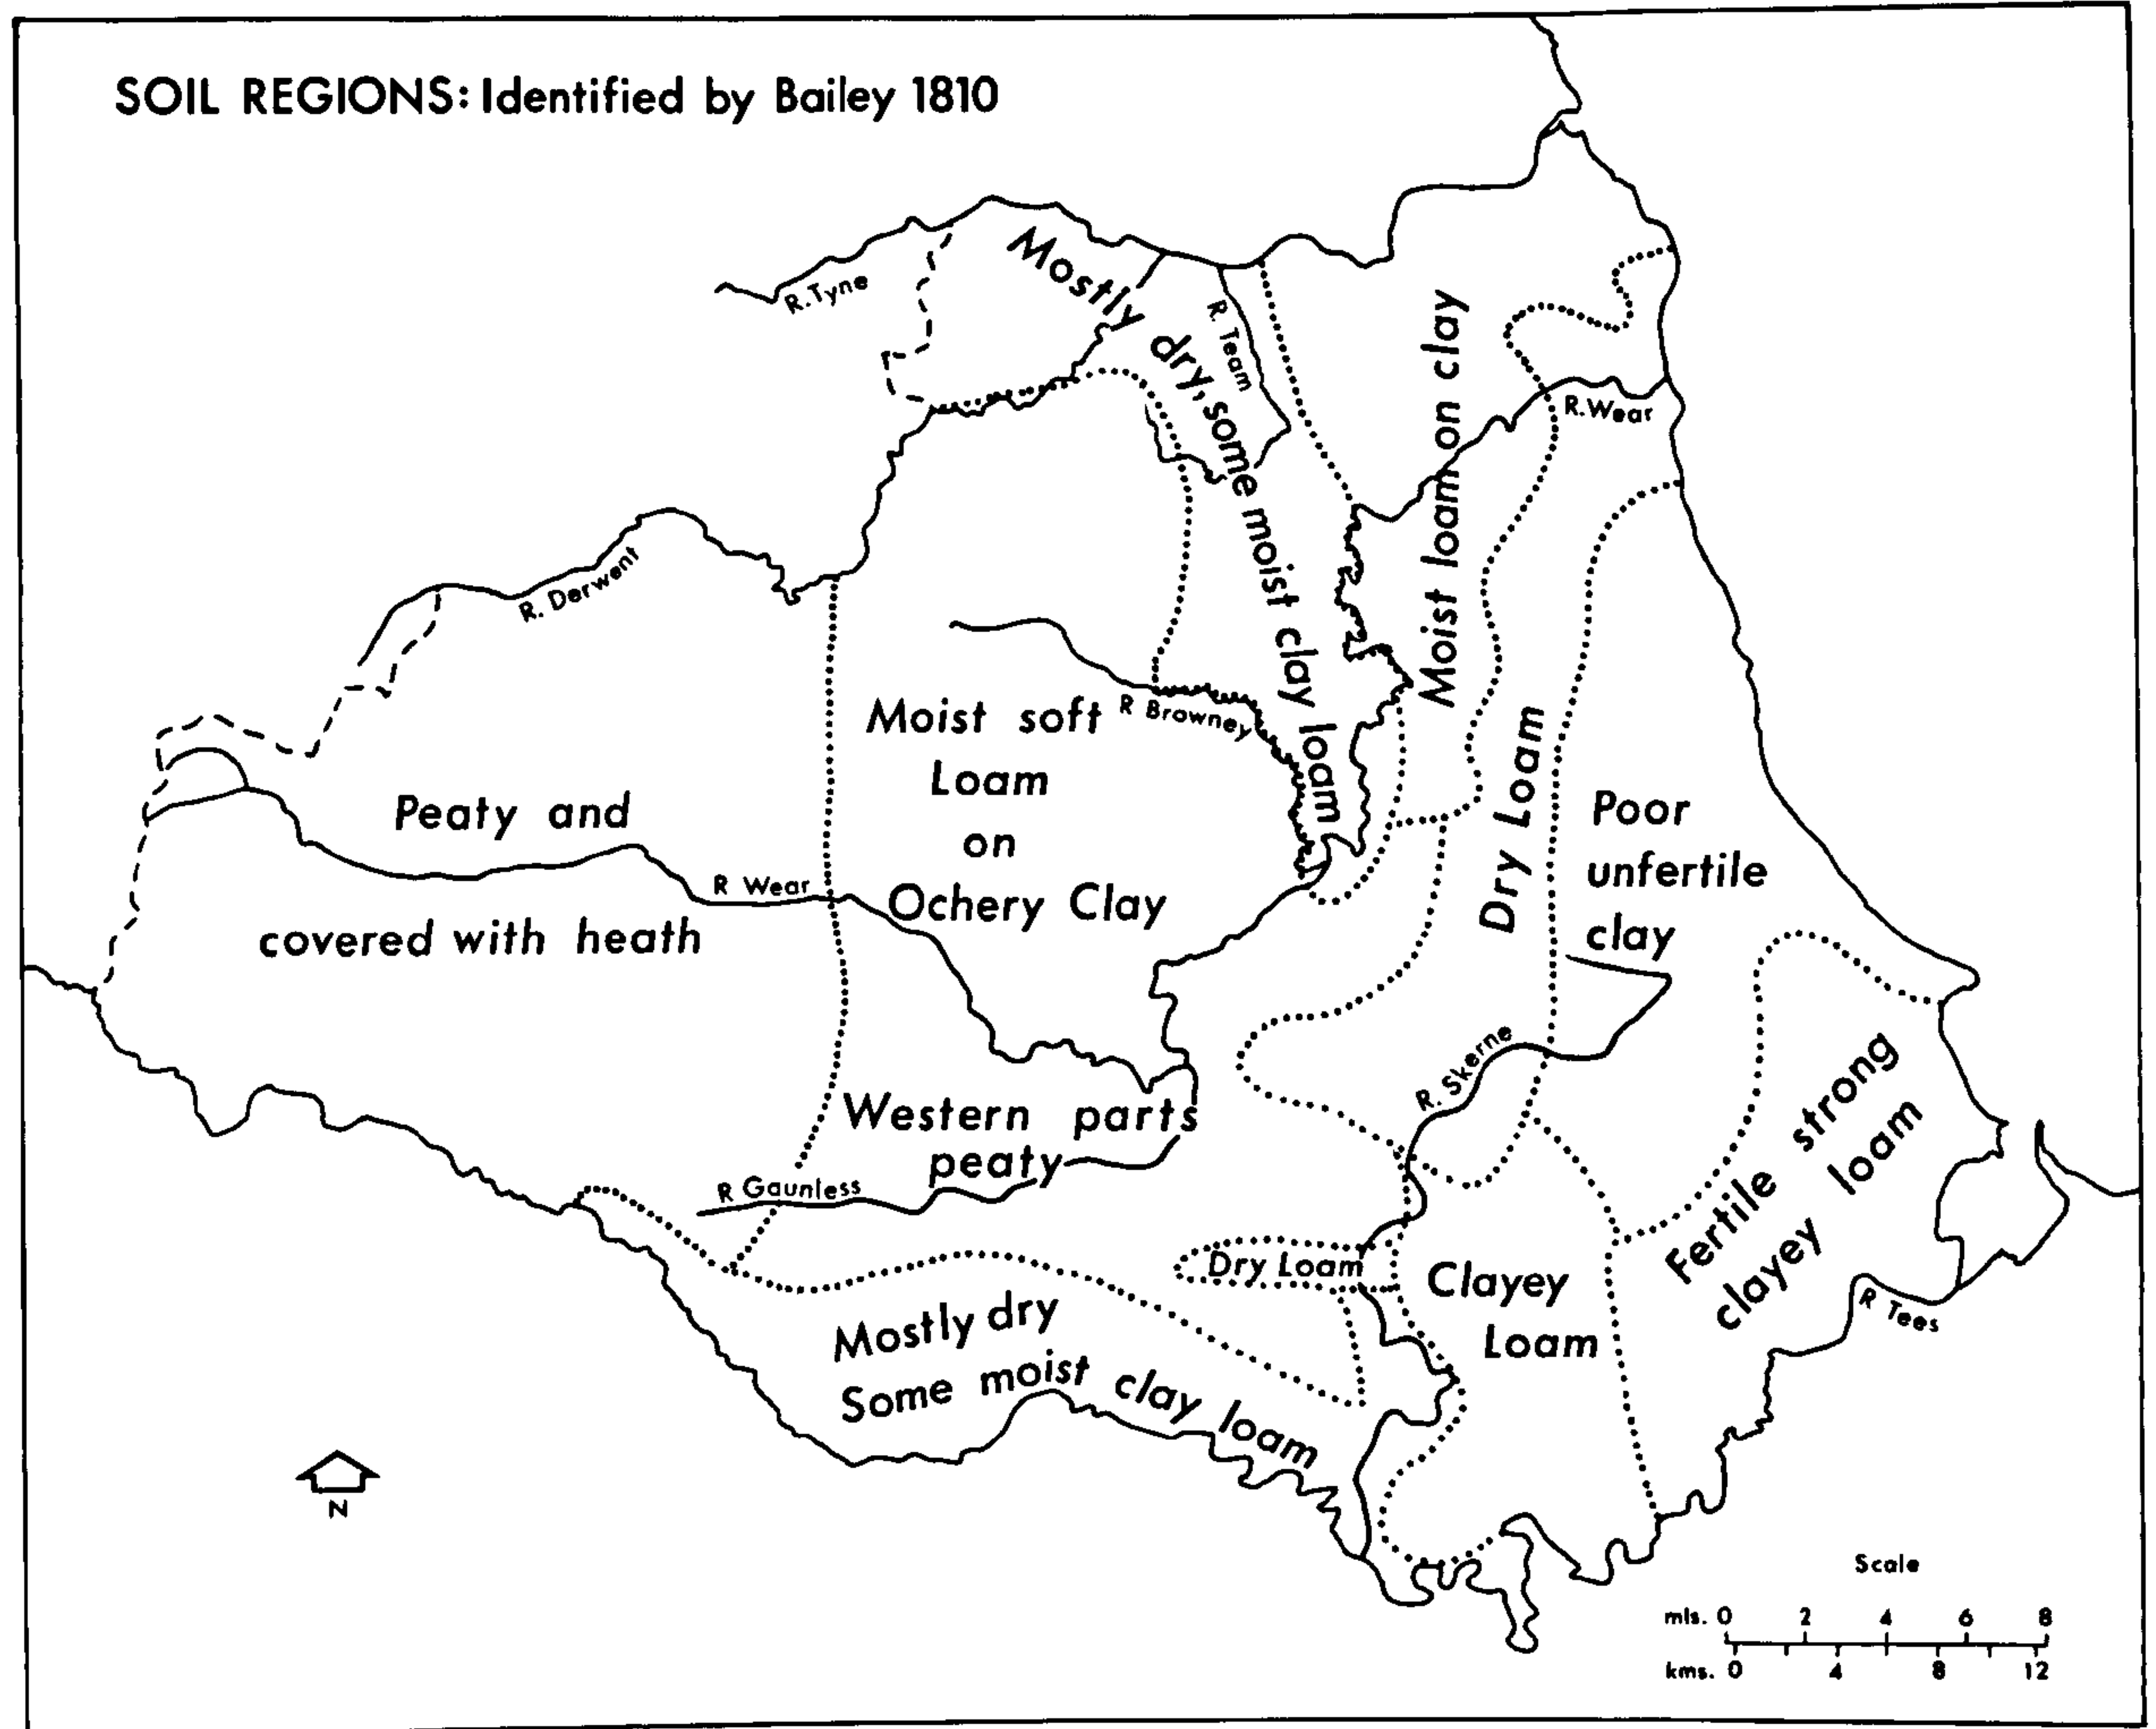 SOIL REGIONS: Identified by Bailey 1810
R. Tyne
Mostly dry, some moist clay loam
R. Team
Moist loam on clay
R. Wear
R. Derwent
R Browney
Moist soft
Loam
on
Ochery Clay
Peaty and
covered with heath
R Wear
Dry Loam
Poor
unfertile
clay
R. Skerne
Western parts
peaty
R Gaunless
Fertile strong
clayey loam
Dry Loam
Clayey
Loam
Mostly dry
Some moist clay loam
R Tees
N
Scale
mls. 0 2 4 6 8
kms. 0 4 8 12